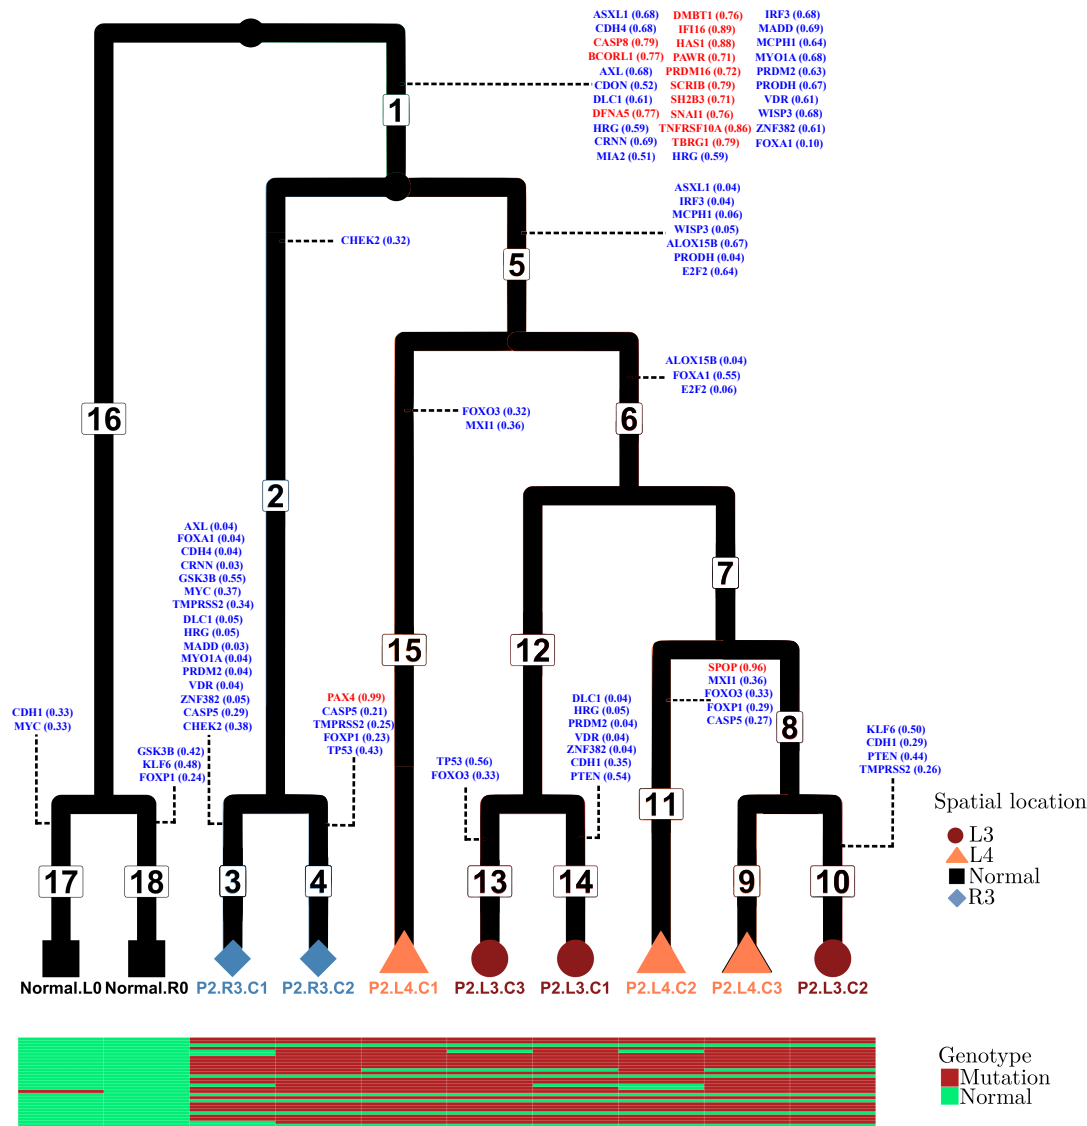 ASXL1 (0.68) DMBT1 (0.76) IRF3 (0.68)
CDH4 (0.68) IFI16 (0.89) MADD (0.69)
CASP8 (0.79) HAS1 (0.88) MCPH1 (0.64)
BCORL1 (0.77) PAWR (0.71) MYO1A (0.68)
AXL (0.68) PRDM16 (0.72) PRDM2 (0.63)
CDON (0.52) SCRIB (0.79) PRODH (0.67)
DLC1 (0.61) SH2B3 (0.71) VDR (0.61)
DFNA5 (0.77) SNAI1 (0.76) WISP3 (0.68)
HRG (0.59) TNFRSF10A (0.86) ZNF382 (0.61)
CRNN (0.69) TBRG1 (0.79) FOXA1 (0.10)
MIA2 (0.51) HRG (0.59)
1
ASXL1 (0.04)
IRF3 (0.04)
MCPH1 (0.06)
WISP3 (0.05)
ALOX15B (0.67)
PRODH (0.04)
E2F2 (0.64)
CHEK2 (0.32)
5
ALOX15B (0.04)
FOXA1 (0.55)
E2F2 (0.06)
FOXO3 (0.32)
MXI1 (0.36)
16
6
2
AXL (0.04)
FOXA1 (0.04)
CDH4 (0.04)
CRNN (0.03)
GSK3B (0.55)
MYC (0.37)
TMPRSS2 (0.34)
DLC1 (0.05)
HRG (0.05)
MADD (0.03)
MYO1A (0.04)
PRDM2 (0.04)
VDR (0.04)
ZNF382 (0.05)
CASP5 (0.29)
CHEK2 (0.38)
7
15
12
PAX4 (0.99)
CASP5 (0.21)
TMPRSS2 (0.25)
FOXP1 (0.23)
TP53 (0.43)
SPOP (0.96)
MXI1 (0.36)
FOXO3 (0.33)
FOXP1 (0.29)
CASP5 (0.27)
8
DLC1 (0.04)
HRG (0.05)
PRDM2 (0.04)
VDR (0.04)
ZNF382 (0.04)
CDH1 (0.35)
PTEN (0.54)
CDH1 (0.33)
MYC (0.33)
GSK3B (0.42)
KLF6 (0.48)
FOXP1 (0.24)
TP53 (0.56)
FOXO3 (0.33)
KLF6 (0.50)
CDH1 (0.29)
PTEN (0.44)
TMPRSS2 (0.26)
11
Spatial location
L3
L4
Normal
R3
17 18 3 4 13 14 9 10
Normal.L0 Normal.R0 P2.R3.C1 P2.R3.C2 P2.L4.C1 P2.L3.C3 P2.L3.C1 P2.L4.C2 P2.L4.C3 P2.L3.C2
Genotype
Mutation
Normal